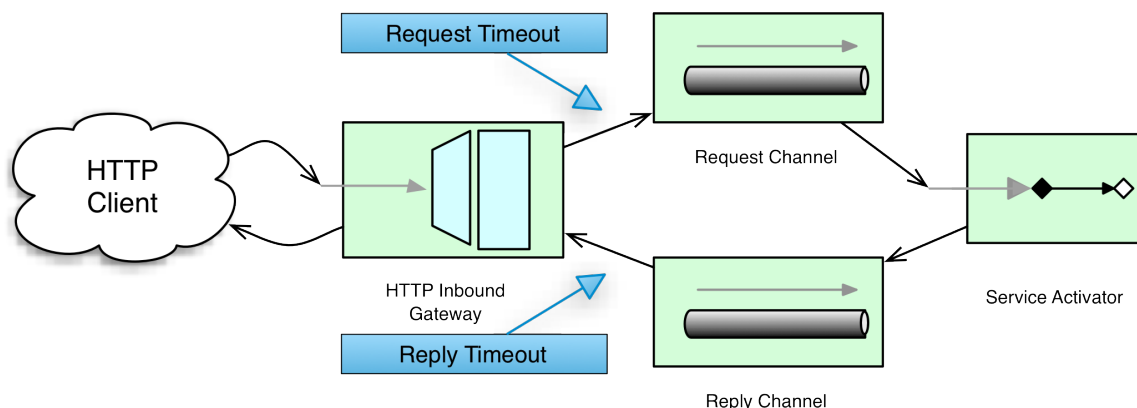 Request Timeout
Request Channel
HTTP
Client
HTTP Inbound
Gateway
Service Activator
Reply Timeout
Reply Channel